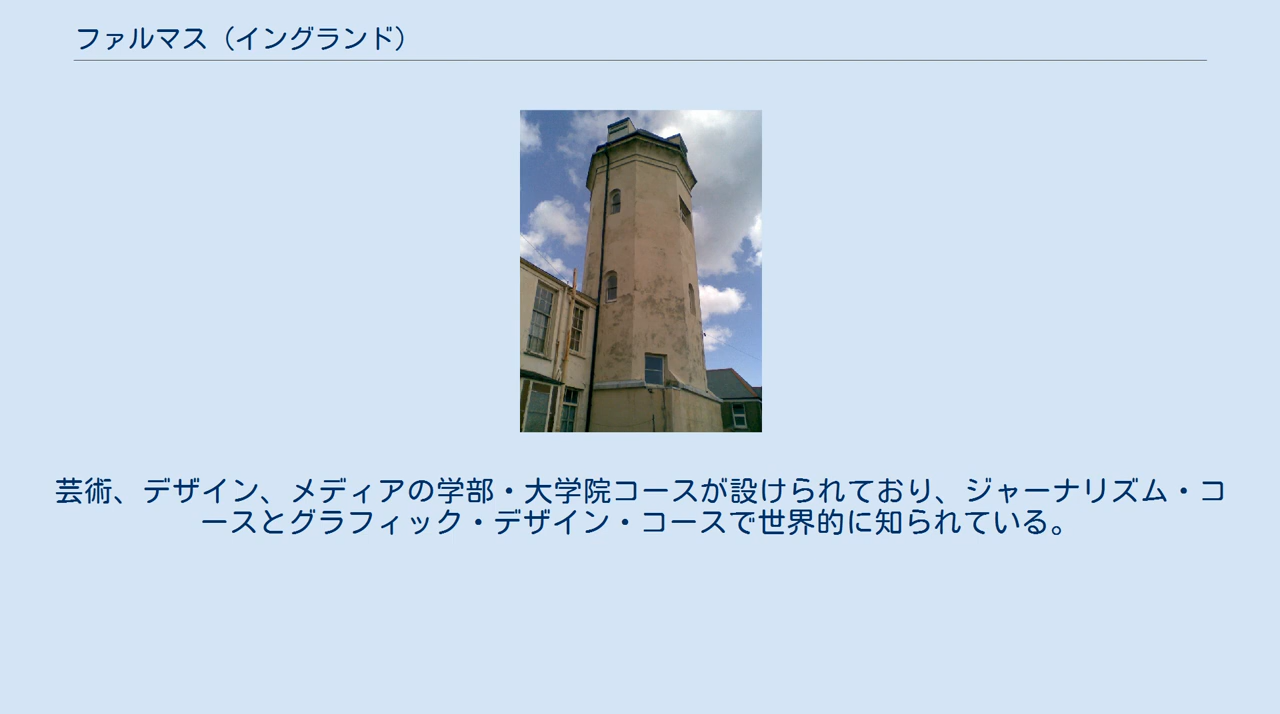 ファルマス（イングランド）
芸術、デザイン、メディアの学部・大学院コースが設けられており、ジャーナリズム・コ
ースとグラフィック・デザイン・コースで世界的に知られている。